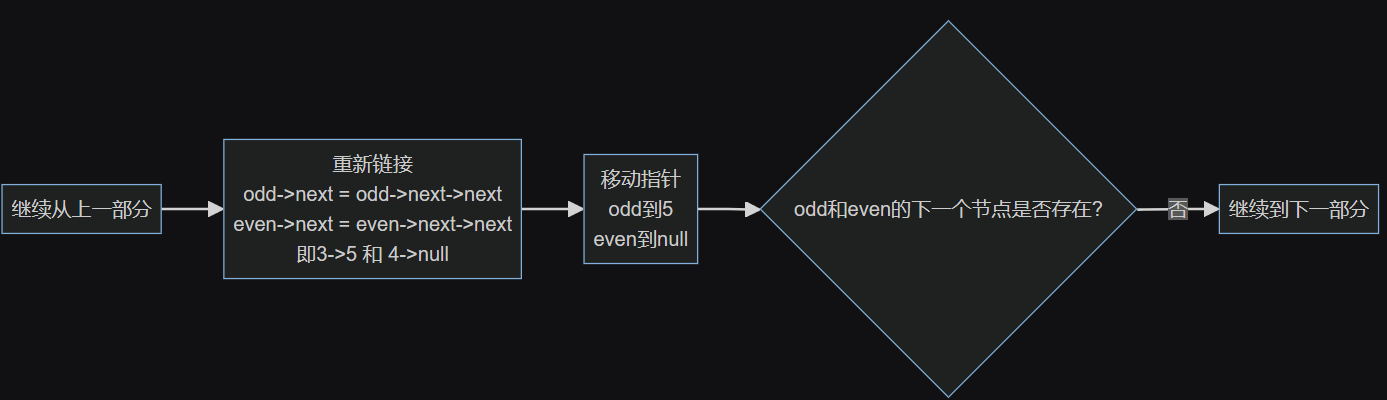 继续从上一部分
重新链接
odd->next = odd->next->next
even->next = even->next->next
即3->5 和 4->null
移动指针
odd到5
even到null
odd和even的下一个节点是否存在?
否
继续到下一部分